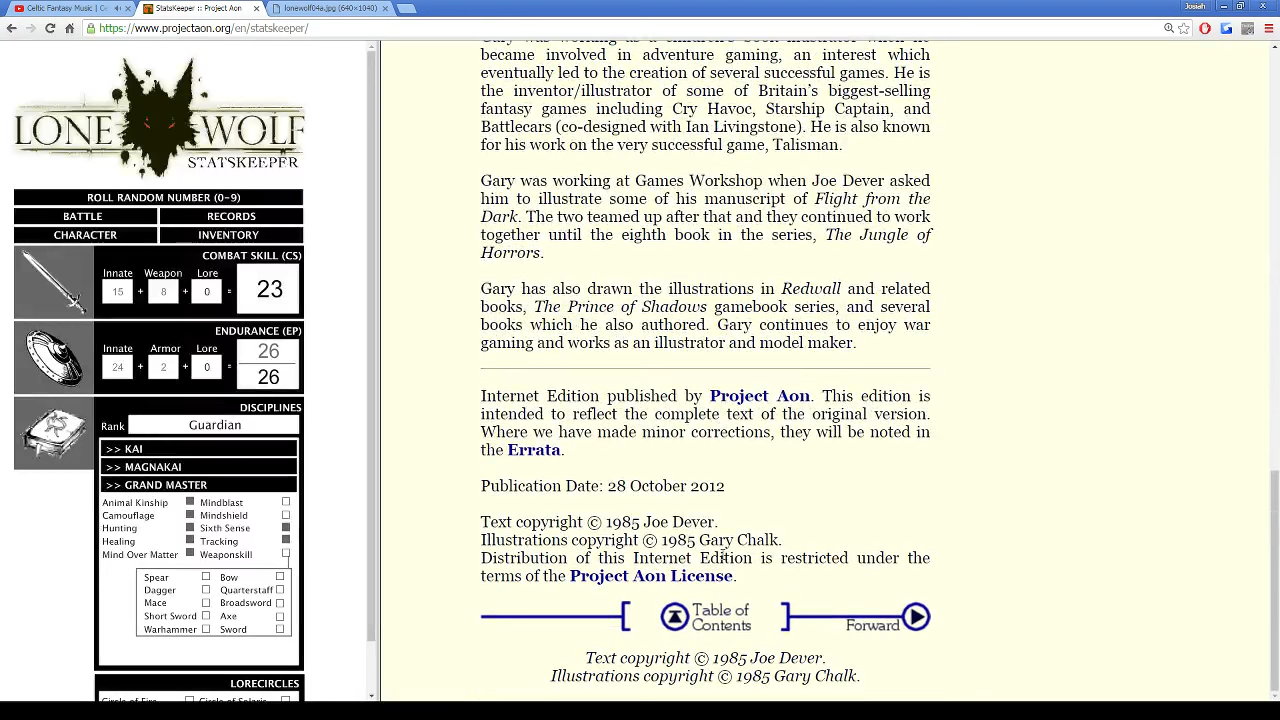 Celtic Fantasy Music | C
StatsKeeper :: Project Aon
lonewolf04a.jpg (640×1040)
Josiah
https://www.projectaon.org/en/statskeeper/
LONE WOLF
STATSKEEPER
ROLL RANDOM NUMBER (0-9)
BATTLE RECORDS
CHARACTER INVENTORY
COMBAT SKILL (CS)
Innate Weapon Lore
15 + 8 + 0 = 23
ENDURANCE (EP)
Innate Armor Lore
26
24 + 2 + 0 = 26
DISCIPLINES
Rank Guardian
>> KAI
>> MAGNAKAI
>> GRAND MASTER
Animal Kinship Mindblast
Camouflage Mindshield
Hunting Sixth Sense
Healing Tracking
Mind Over Matter Weaponskill
Spear Bow
Dagger Quarterstaff
Mace Broadsword
Short Sword Axe
Warhammer Sword
LORECIRCLES
Circle of Fire Circle of Solaris
Gary was working as a children's book illustrator when he
became involved in adventure gaming, an interest which
eventually led to the creation of several successful games. He is
the inventor/illustrator of some of Britain's biggest-selling
fantasy games including Cry Havoc, Starship Captain, and
Battlecars (co-designed with Ian Livingstone). He is also known
for his work on the very successful game, Talisman.
Gary was working at Games Workshop when Joe Dever asked
him to illustrate some of his manuscript of Flight from the
Dark. The two teamed up after that and they continued to work
together until the eighth book in the series, The Jungle of
Horrors.
Gary has also drawn the illustrations in Redwall and related
books, The Prince of Shadows gamebook series, and several
books which he also authored. Gary continues to enjoy war
gaming and works as an illustrator and model maker.
Internet Edition published by Project Aon. This edition is
intended to reflect the complete text of the original version.
Where we have made minor corrections, they will be noted in
the Errata.
Publication Date: 28 October 2012
Text copyright © 1985 Joe Dever.
Illustrations copyright © 1985 Gary Chalk.
Distribution of this Internet Edition is restricted under the
terms of the Project Aon License.
Table of
Contents
Forward
Text copyright © 1985 Joe Dever.
Illustrations copyright © 1985 Gary Chalk.